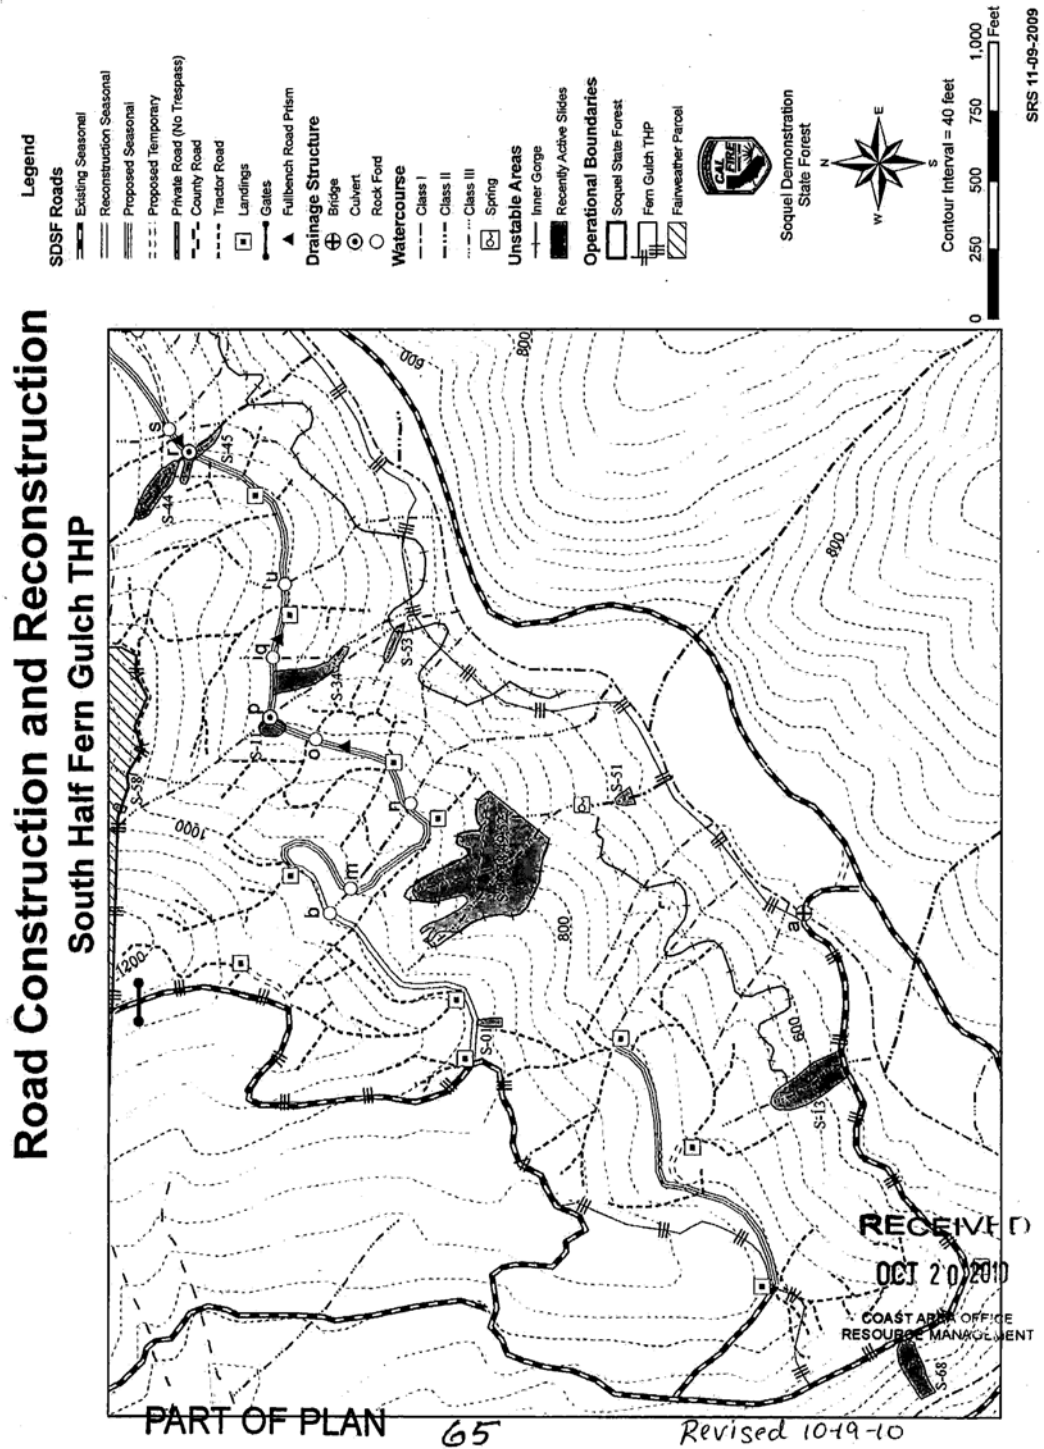 Road Construction and Reconstruction
South Half Fern Gulch THP
Legend
SDSF Roads
Existing Seasonal
Reconstruction Seasonal
Proposed Seasonal
Proposed Temporary
Private Road (No Trespass)
County Road
Tractor Road
Landings
Gates
Fullbench Road Prism
Drainage Structure
Bridge
Culvert
Rock Ford
Watercourse
Class I
Class II
Class III
Spring
Unstable Areas
Inner Gorge
Recently Active Slides
Operational Boundaries
Soquel State Forest
Fern Gulch THP
Fairweather Parcel
CAL
FIRE
Soquel Demonstration
State Forest
N
W
E
S
Contour Interval = 40 feet
0 250 500 750 1,000
Feet
SRS 11-09-2009
1200
1000
800
600
800
600
800
S-44
S-45
S-53
S-58
S-51
S-01
S-13
S-68
s
r
u
q
p
o
n
m
b
a
RECEIVED
OCT 20 2010
COAST AREA OFFICE
RESOURCE MANAGEMENT
PART OF PLAN
65
Revised 10-19-10